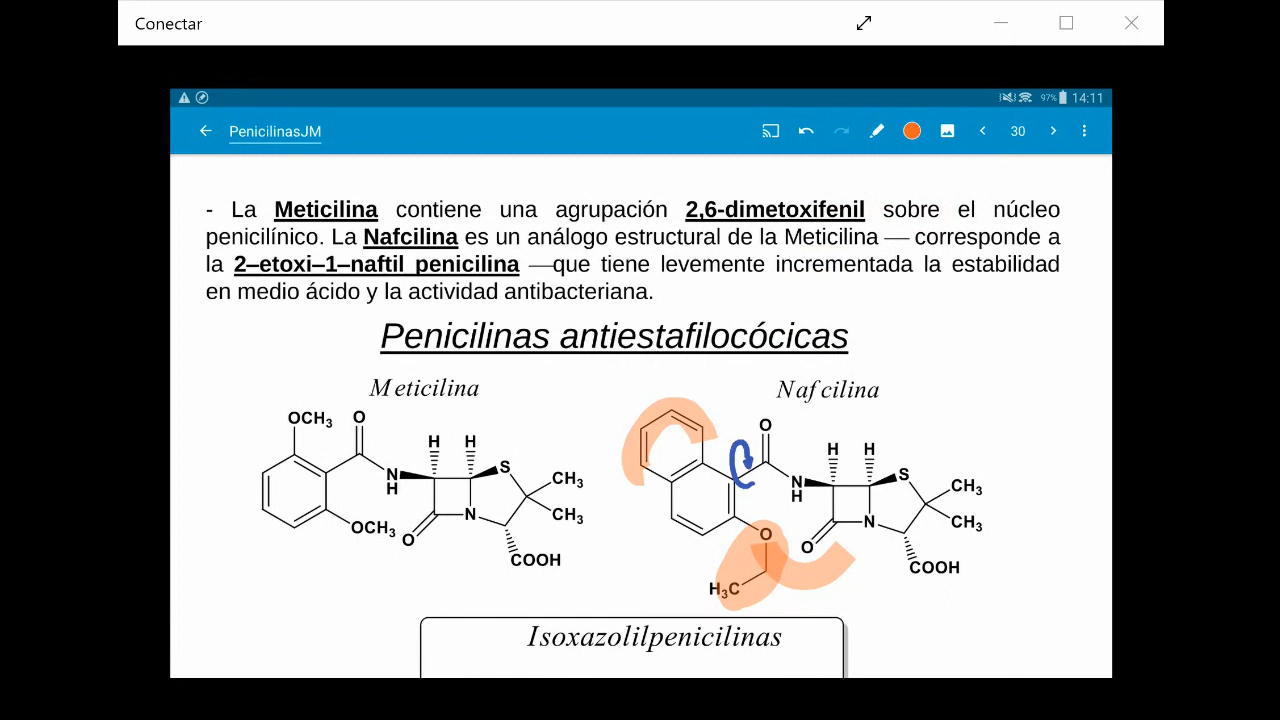 Conectar
97% 14:11
PenicilinasJM
30
- La Meticilina contiene una agrupación 2,6-dimetoxifenil sobre el núcleo
penicilínico. La Nafcilina es un análogo estructural de la Meticilina — corresponde a
la 2–etoxi–1–naftil penicilina —que tiene levemente incrementada la estabilidad
en medio ácido y la actividad antibacteriana.
Penicilinas antiestafilocócicas
Meticilina
Nafcilina
OCH3 O H H S CH3 CH3 N H N O OCH3 COOH
O H H S CH3 CH3 N H N O O H3C COOH
Isoxazolilpenicilinas